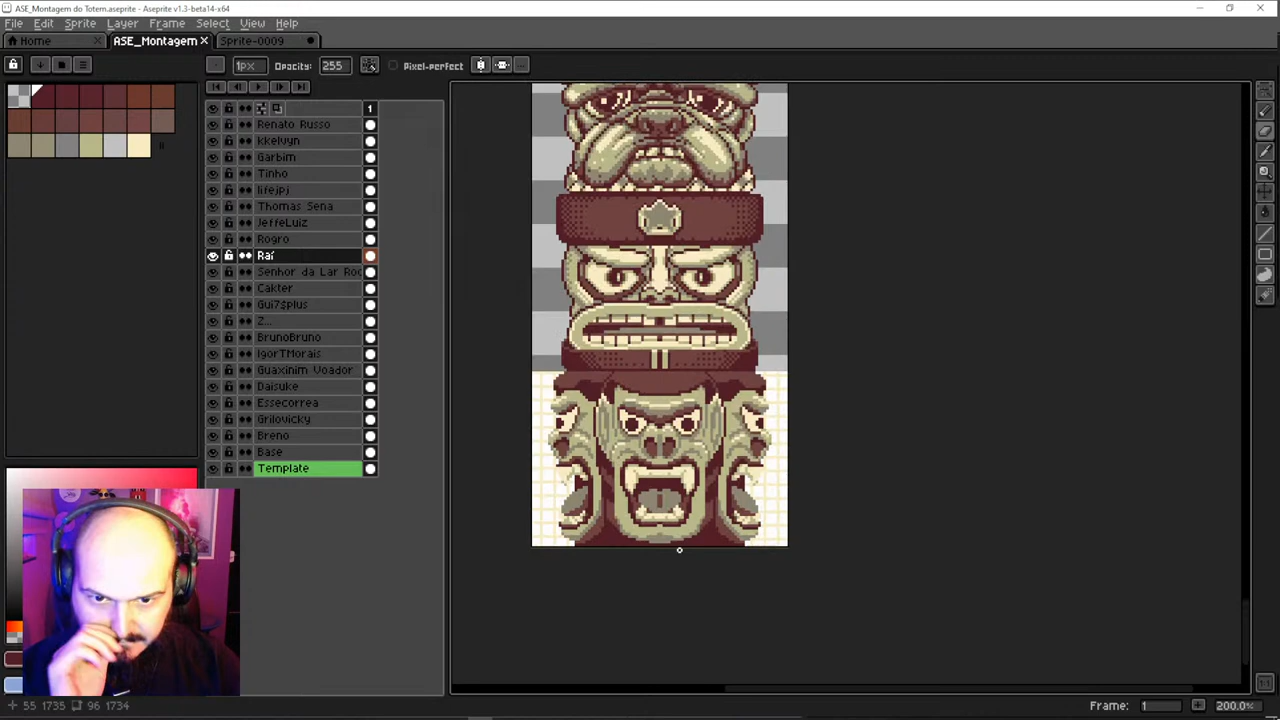 ASE_Montagem do Totem.aseprite - Aseprite v1.3-beta14-x64
File Edit Sprite Layer Frame Select View Help
Home ASE_Montagem Sprite-0009
1px Opacity: 255 Pixel-perfect
1
Renato Russo
kkelvyn
Garbim
Tinho
lifejpj
Thomas Sena
JeffeLuiz
Rogro
Raí
Senhor da Lar Roc
Cakter
Gui7$plus
Z...
BrunoBruno
IgorTMorais
Guaxinim Voador
Daisuke
Essecorrea
Grilovicky
Breno
Base
Template
55 1735 96 1734
Frame: 1 200.0%